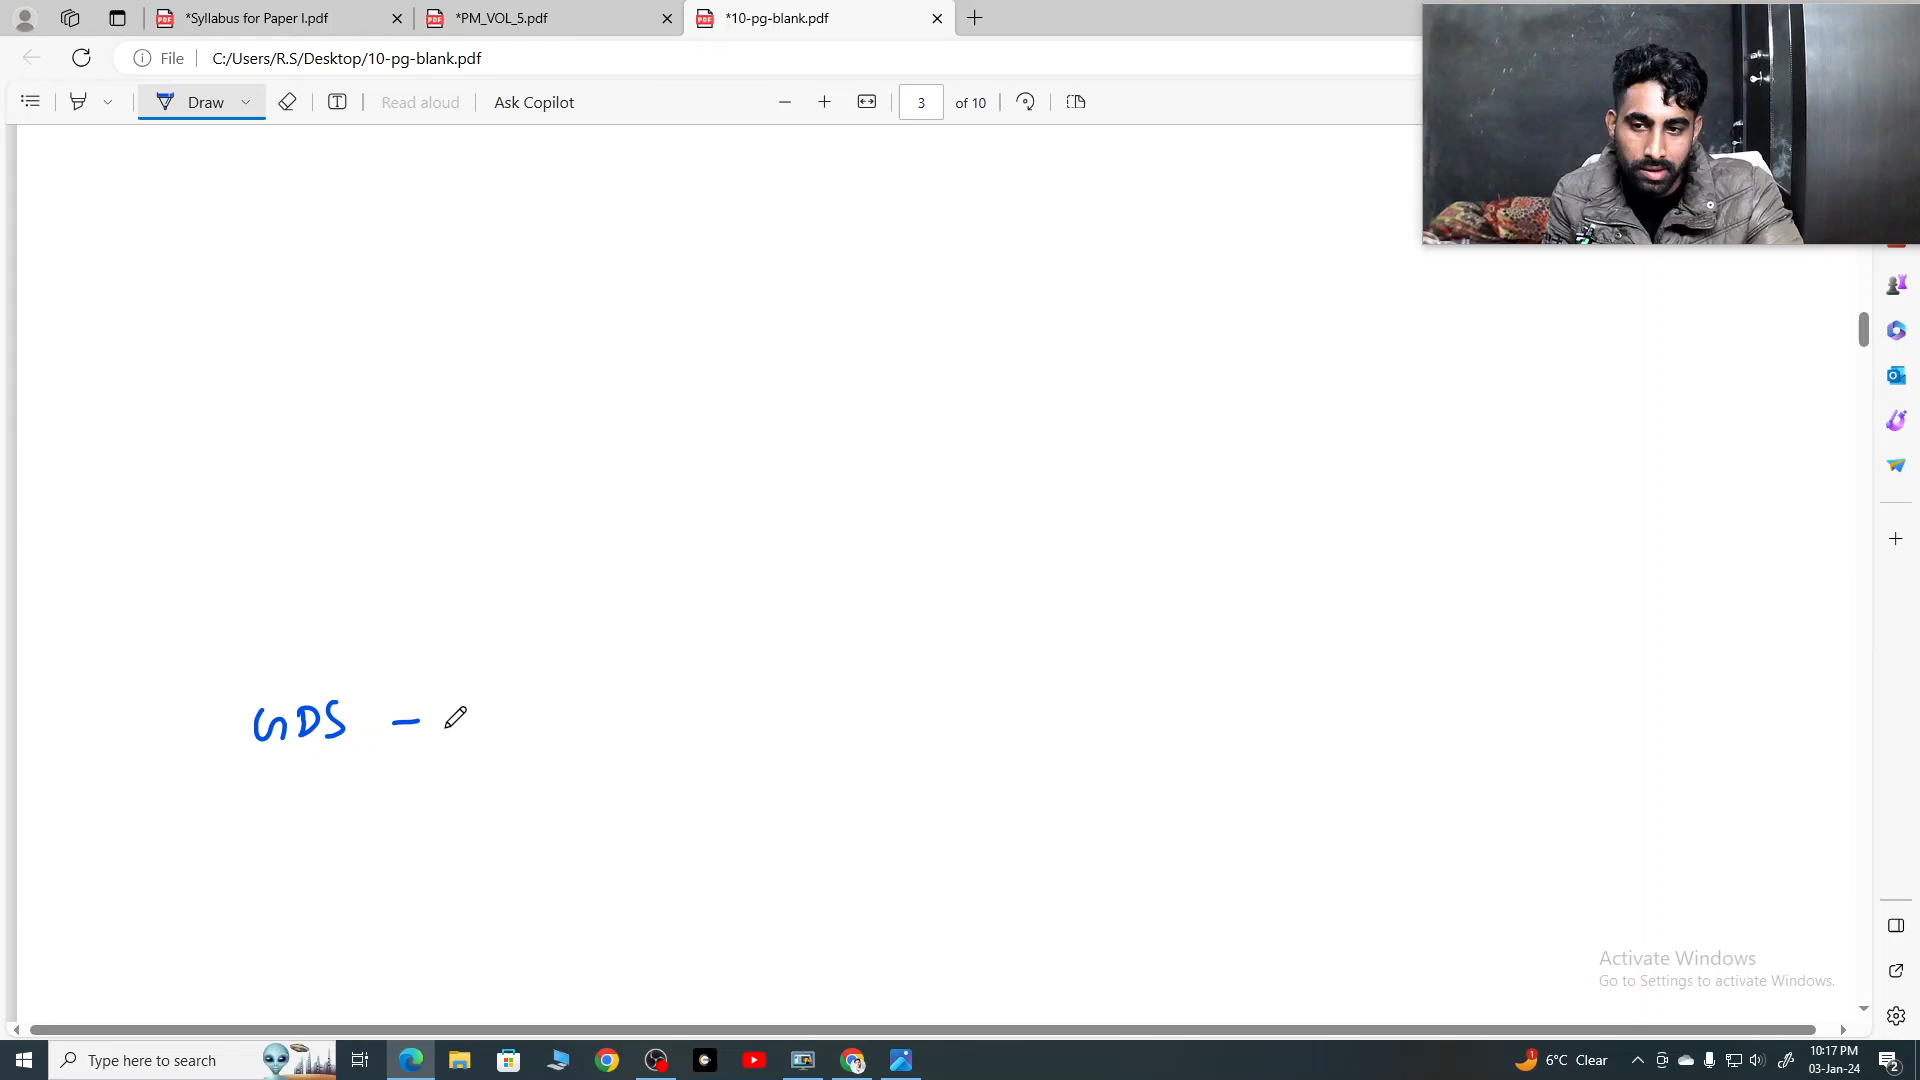 *Syllabus for Paper I.pdf
*PM_VOL_5.pdf
*10-pg-blank.pdf
File
C:/Users/R.S/Desktop/10-pg-blank.pdf
Draw
Read aloud
Ask Copilot
3 of 10
GDS -
Activate Windows
Go to Settings to activate Windows.
Type here to search
1
6°C Clear
10:17 PM
03-Jan-24
2